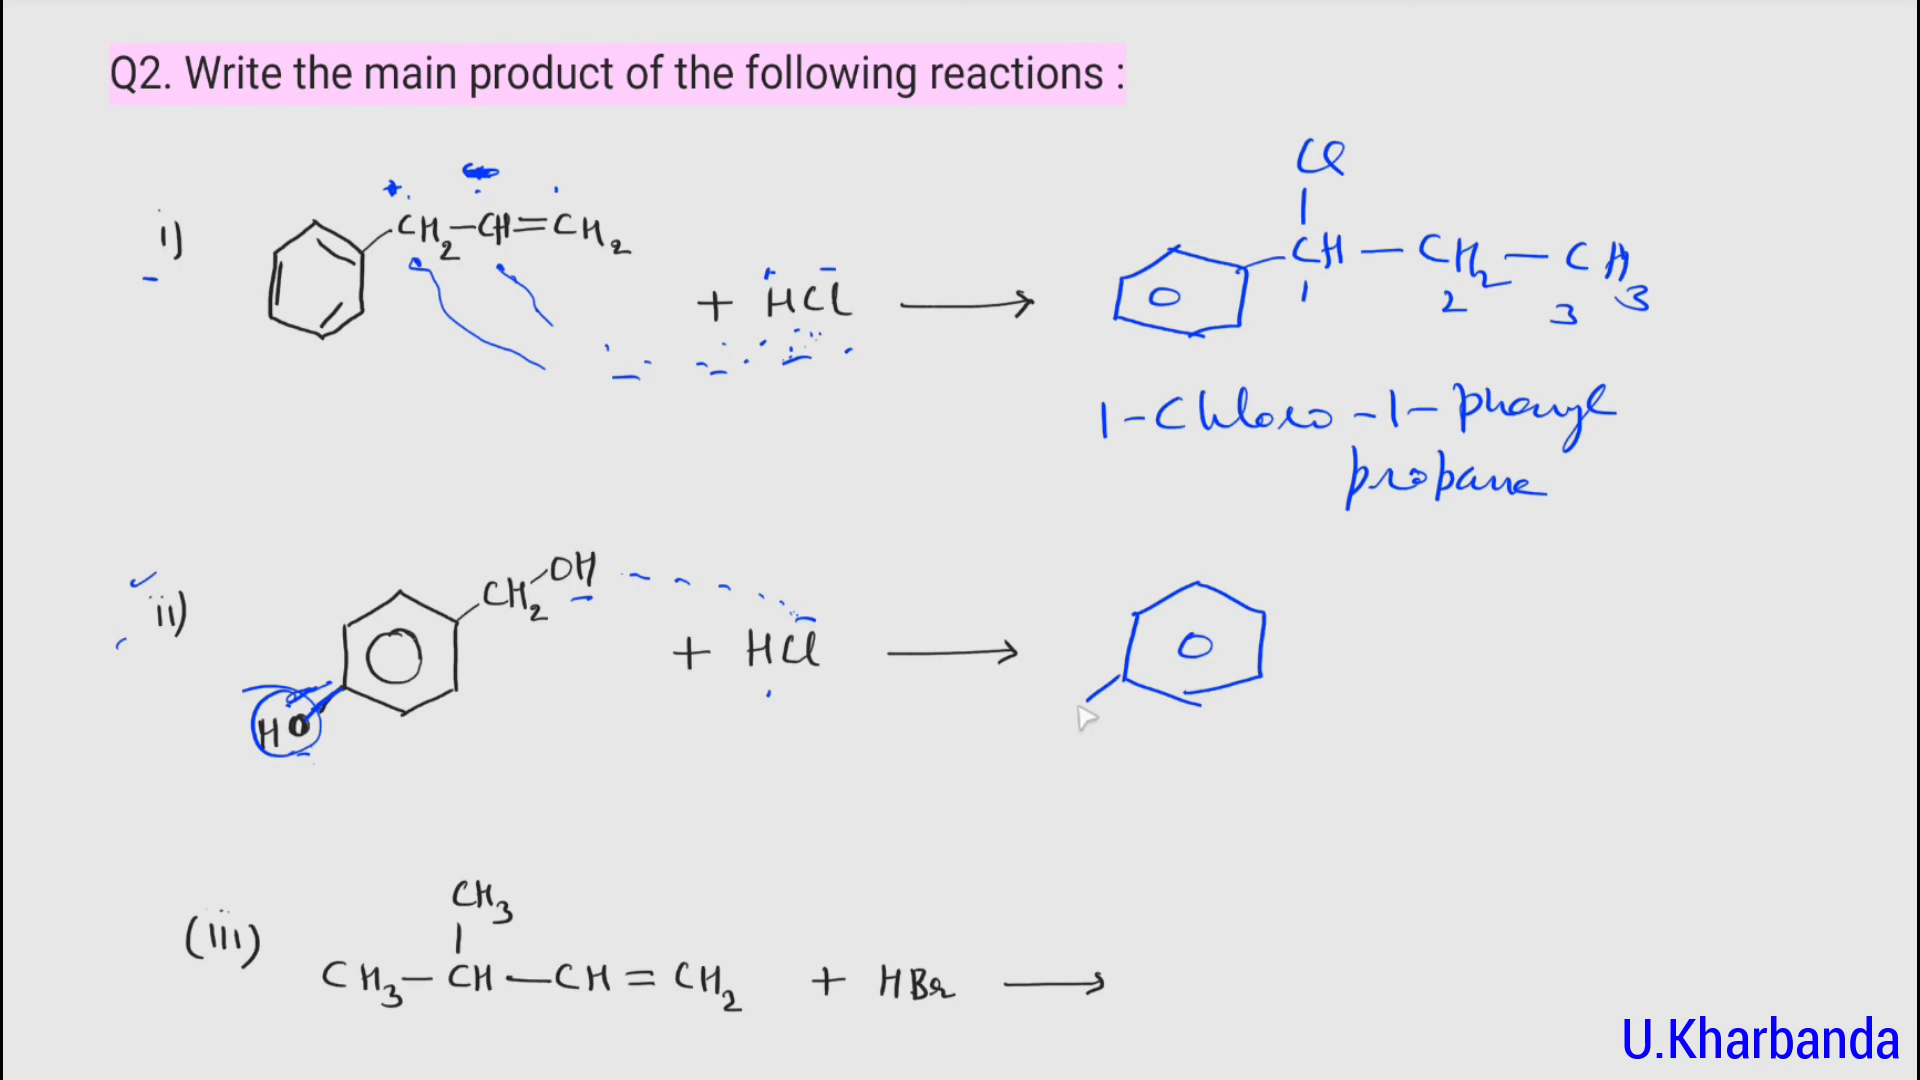 Q2. Write the main product of the following reactions :
i)
CH2–CH=CH2
+ HCl ⟶
Cl
CH – CH2 – CH3
1 2 3
1-Chloro-1-phenyl
propane
ii)
CH2 OH
+ HCl ⟶
HO
(iii)
CH3
CH3–CH–CH=CH2 + HBr ⟶
U.Kharbanda